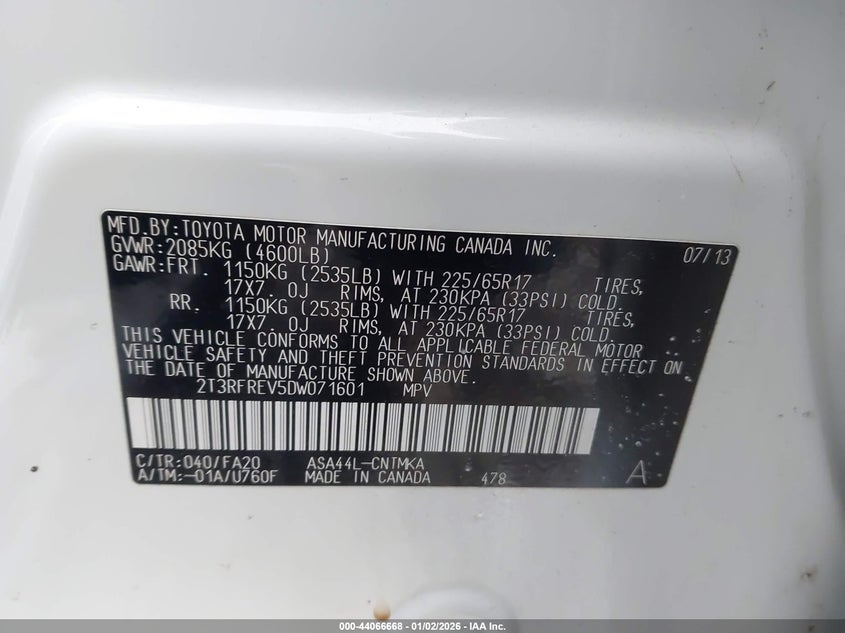 MFD.BY:TOYOTA MOTOR MANUFACTURING CANADA INC. 07/13
GVWR:2085KG (4600LB)
GAWR:FRT. 1150KG (2535LB) WITH 225/65R17 TIRES,
17X7.0J RIMS, AT 230KPA (33PSI) COLD.
RR. 1150KG (2535LB) WITH 225/65R17 TIRES,
17X7.0J RIMS, AT 230KPA (33PSI) COLD.
THIS VEHICLE CONFORMS TO ALL APPLICABLE FEDERAL MOTOR
VEHICLE SAFETY AND THEFT PREVENTION STANDARDS IN EFFECT ON
THE DATE OF MANUFACTURE SHOWN ABOVE.
2T3RFREV5DW071601 MPV
C/TR:040/FA20 ASA44L-CNTMKA
A/TM:-01A/U760F MADE IN CANADA 478 A
000-44066668 - 01/02/2026 - IAA Inc.